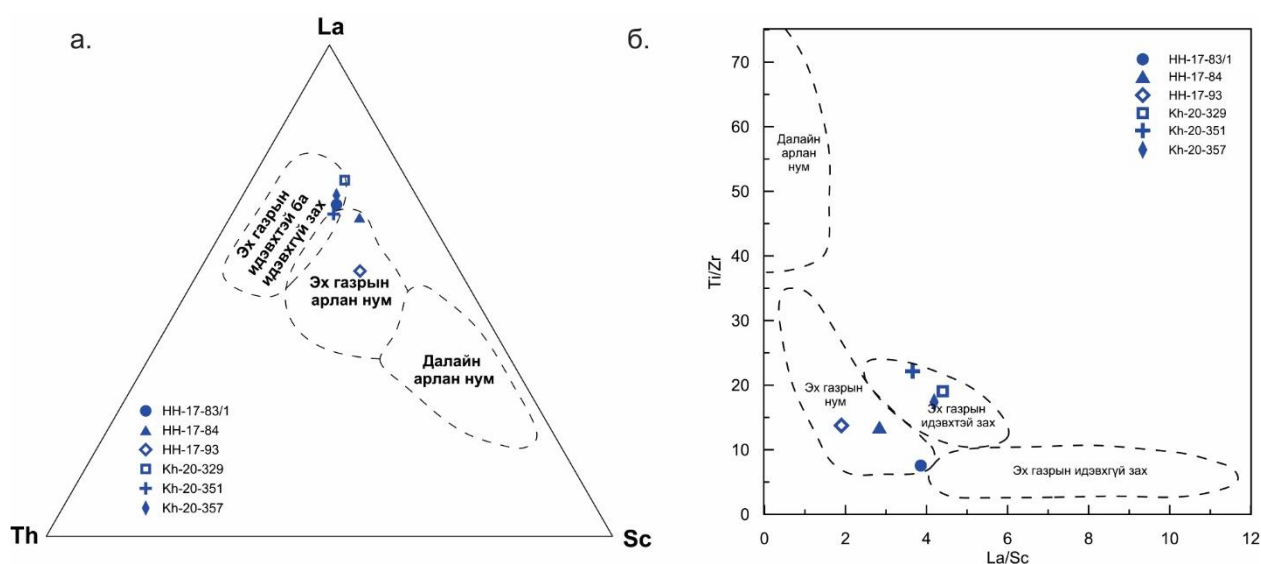 а.
La
Эх газрын
идэвхтэй ба
идэвхгүй зах
Эх газрын
арлан нум
Далайн
арлан нум
HH-17-83/1
HH-17-84
HH-17-93
Kh-20-329
Kh-20-351
Kh-20-357
Th
Sc
б.
HH-17-83/1
HH-17-84
HH-17-93
Kh-20-329
Kh-20-351
Kh-20-357
Далайн
арлан
нум
Эх газрын
нум
Эх газрын
идэвхтэй зах
Эх газрын идэвхгүй зах
Ti/Zr
70
60
50
40
30
20
10
0
0
2
4
6
8
10
12
La/Sc